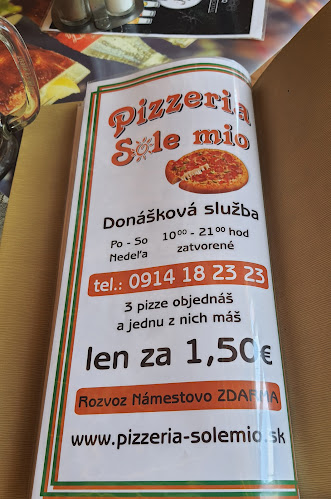 Pizzeria
Sole mio
Donášková služba
Po - So 10⁰⁰ - 21⁰⁰ hod
Nedeľa zatvorené
tel.: 0914 18 23 23
3 pizze objednáš
a jednu z nich máš
len za 1,50€
Rozvoz Námestovo ZDARMA
www.pizzeria-solemio.sk